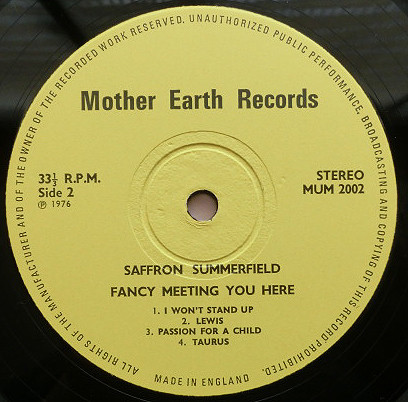 ALL RIGHTS OF THE MANUFACTURER AND OF THE OWNER OF THE RECORDED WORK RESERVED. UNAUTHORIZED PUBLIC PERFORMANCE, BROADCASTING AND COPYING OF THIS RECORD PROHIBITED.
Mother Earth Records
33⅓ R.P.M.
Side 2
℗ 1976
STEREO
MUM 2002
SAFFRON SUMMERFIELD
FANCY MEETING YOU HERE
1. I WON'T STAND UP
2. LEWIS
3. PASSION FOR A CHILD
4. TAURUS
MADE IN ENGLAND